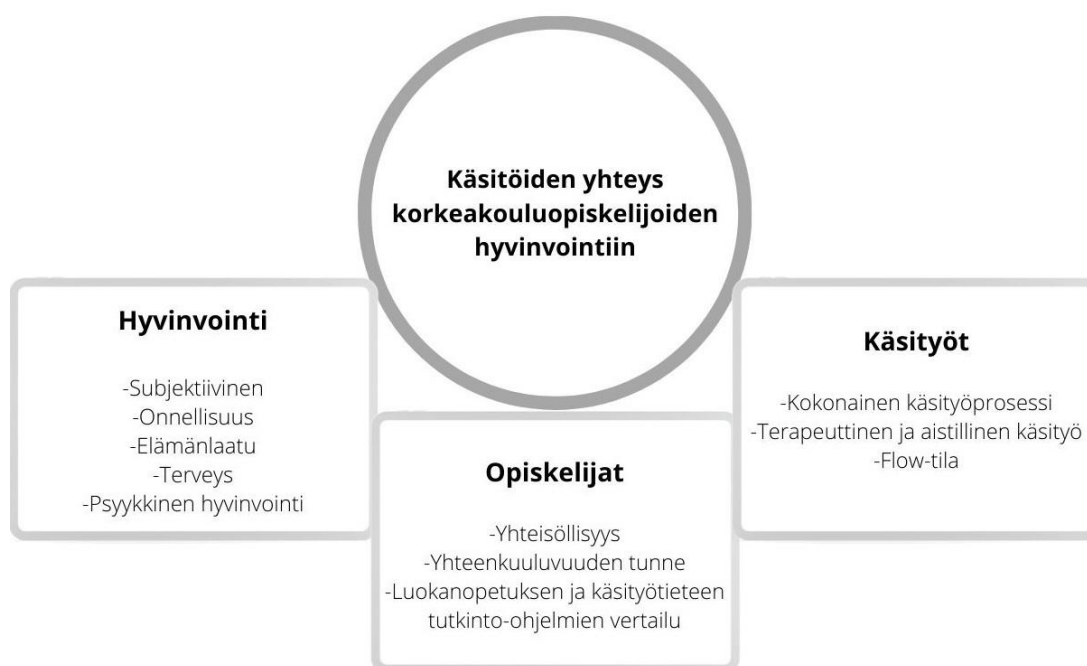 Käsitöiden yhteys
korkeakouluopiskelijoiden
hyvinvointiin
Hyvinvointi
-Subjektiivinen
-Onnellisuus
-Elämänlaatu
-Terveys
-Psyykkinen hyvinvointi
Opiskelijat
-Yhteisöllisyys
-Yhteenkuuluvuuden tunne
-Luokanopetuksen ja käsityötieteen
tutkinto-ohjelmien vertailu
Käsityöt
-Kokonainen käsityöprosessi
-Terapeuttinen ja aistillinen käsityö
-Flow-tila